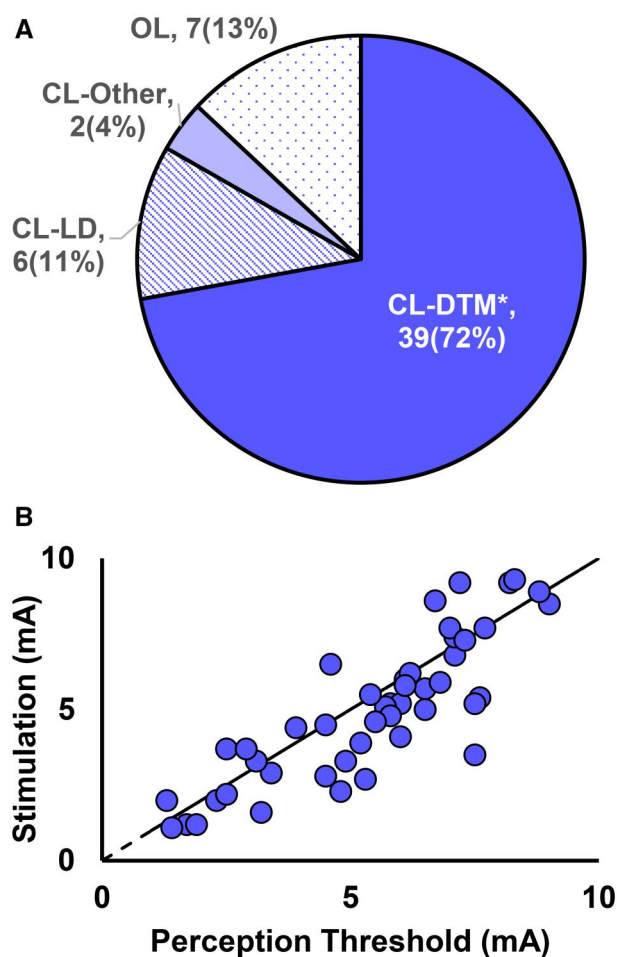 A
OL, 7(13%)
CL-Other,
2(4%)
CL-LD,
6(11%)
CL-DTM*,
39(72%)
B
10
5
0
Stimulation (mA)
0
5
10
Perception Threshold (mA)